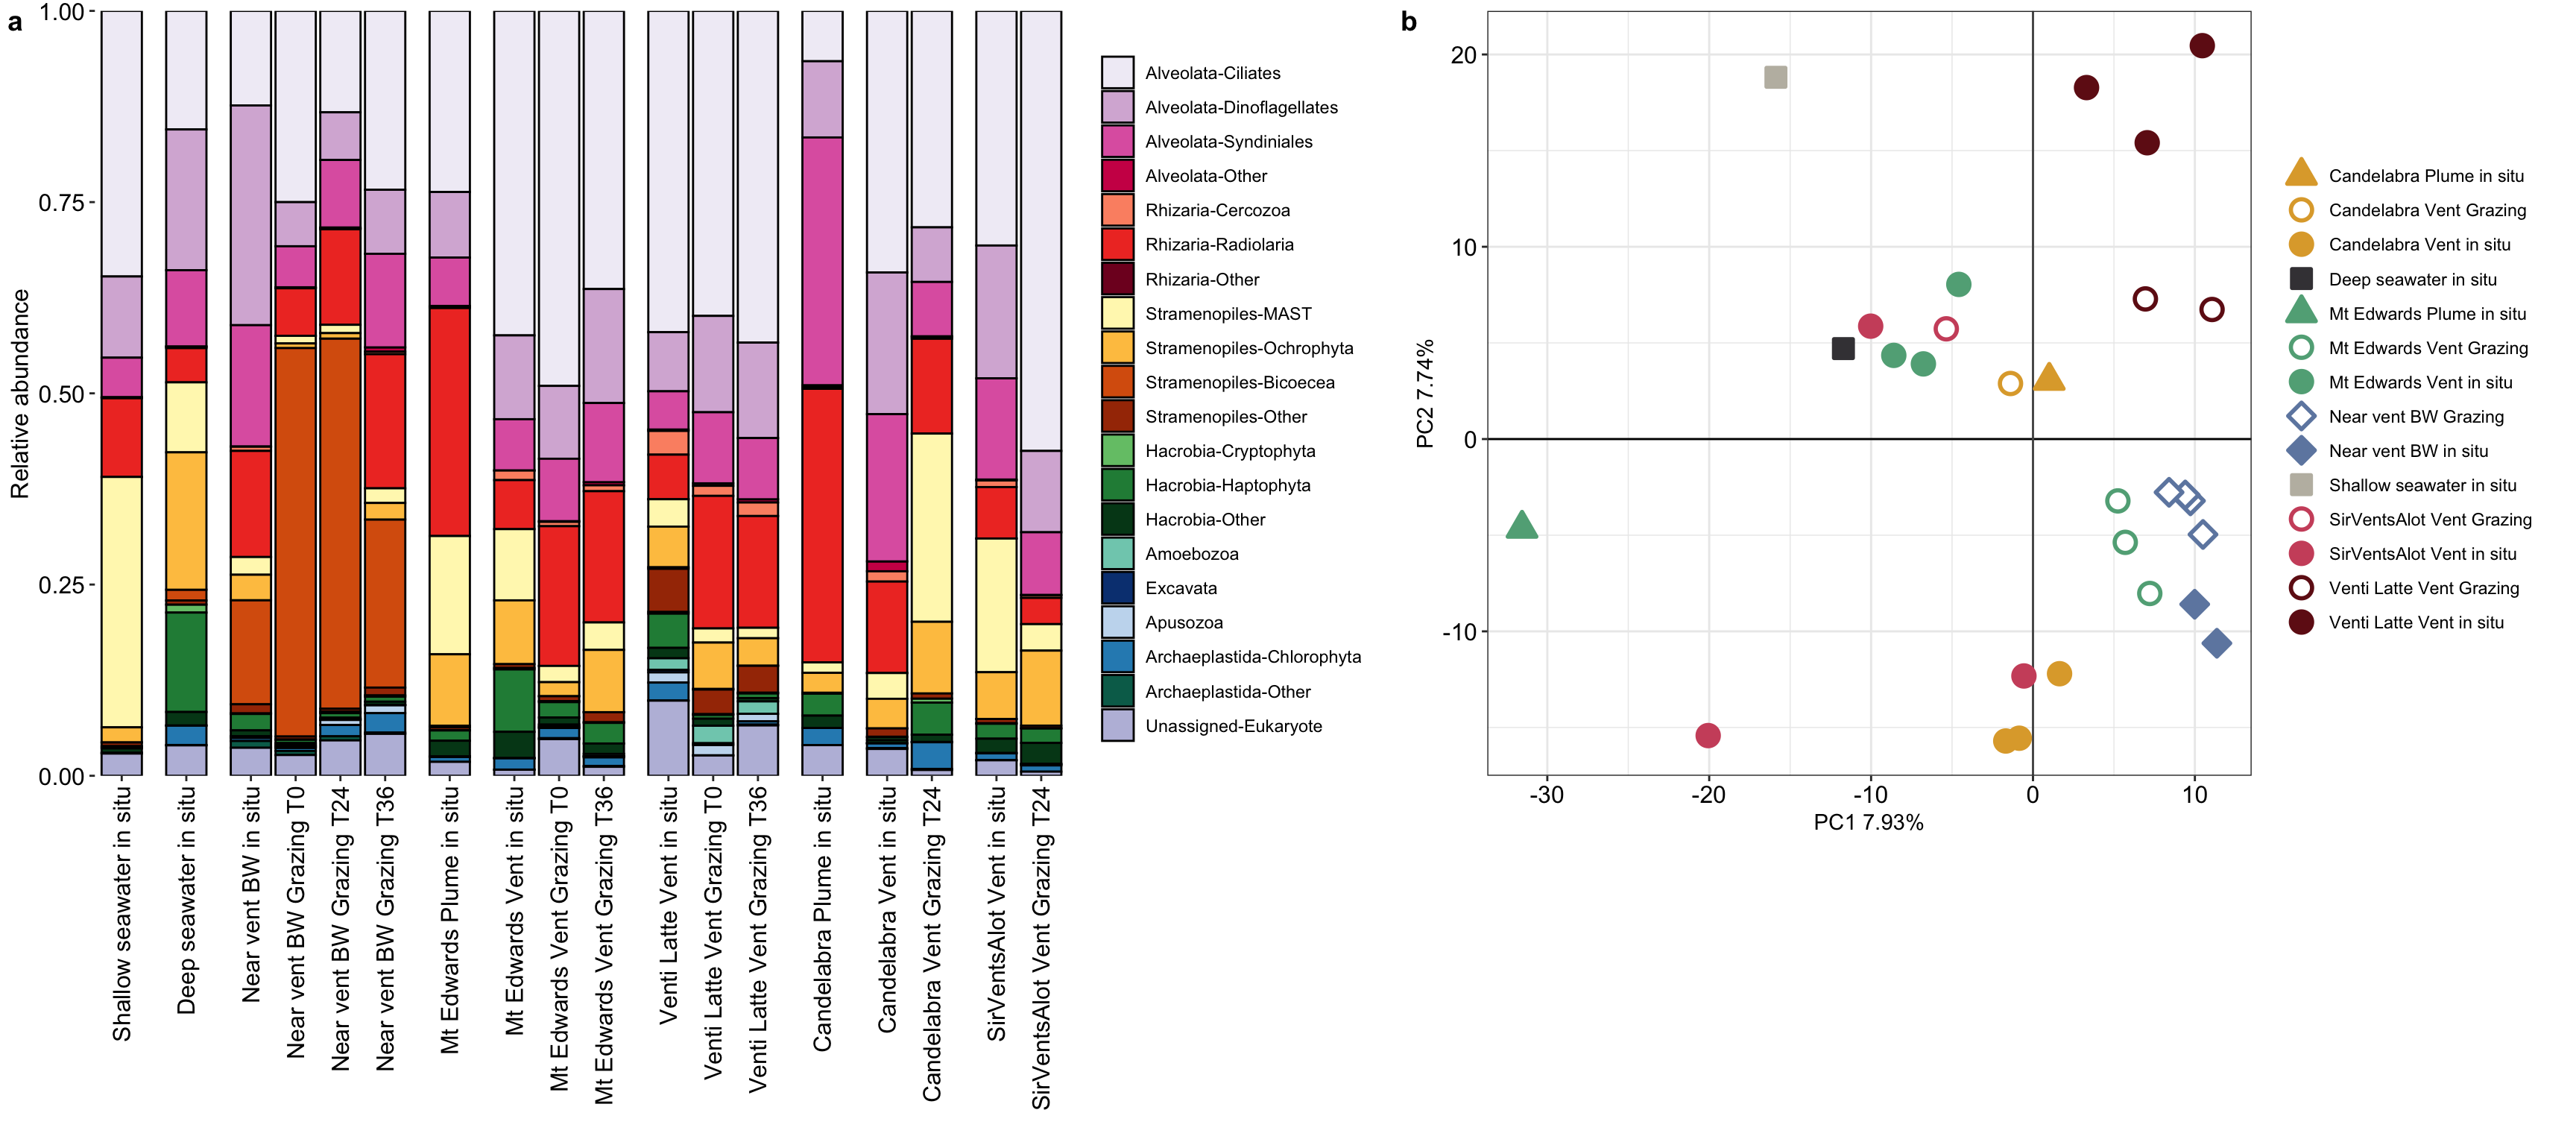 a
Relative abundance
1.00
0.75
0.50
0.25
0.00
Shallow seawater in situ
Deep seawater in situ
Near vent BW in situ
Near vent BW Grazing T0
Near vent BW Grazing T24
Near vent BW Grazing T36
Mt Edwards Plume in situ
Mt Edwards Vent in situ
Mt Edwards Vent Grazing T0
Mt Edwards Vent Grazing T36
Venti Latte Vent in situ
Venti Latte Vent Grazing T0
Venti Latte Vent Grazing T36
Candelabra Plume in situ
Candelabra Vent in situ
Candelabra Vent Grazing T24
SirVentsAlot Vent in situ
SirVentsAlot Vent Grazing T24
Alveolata-Ciliates
Alveolata-Dinoflagellates
Alveolata-Syndiniales
Alveolata-Other
Rhizaria-Cercozoa
Rhizaria-Radiolaria
Rhizaria-Other
Stramenopiles-MAST
Stramenopiles-Ochrophyta
Stramenopiles-Bicoecea
Stramenopiles-Other
Hacrobia-Cryptophyta
Hacrobia-Haptophyta
Hacrobia-Other
Amoebozoa
Excavata
Apusozoa
Archaeplastida-Chlorophyta
Archaeplastida-Other
Unassigned-Eukaryote
b
PC2 7.74%
20
10
0
-10
-30
-20
-10
0
10
PC1 7.93%
Candelabra Plume in situ
Candelabra Vent Grazing
Candelabra Vent in situ
Deep seawater in situ
Mt Edwards Plume in situ
Mt Edwards Vent Grazing
Mt Edwards Vent in situ
Near vent BW Grazing
Near vent BW in situ
Shallow seawater in situ
SirVentsAlot Vent Grazing
SirVentsAlot Vent in situ
Venti Latte Vent Grazing
Venti Latte Vent in situ